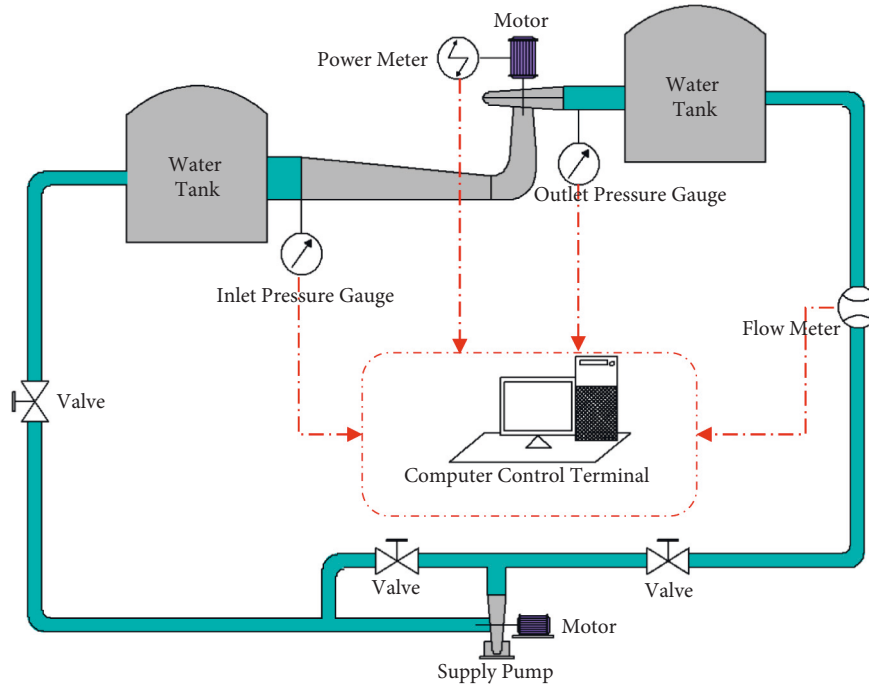 Motor
Power Meter
Water
Tank
Water
Tank
Outlet Pressure Gauge
Inlet Pressure Gauge
Flow Meter
Valve
Computer Control Terminal
Valve
Valve
Motor
Supply Pump